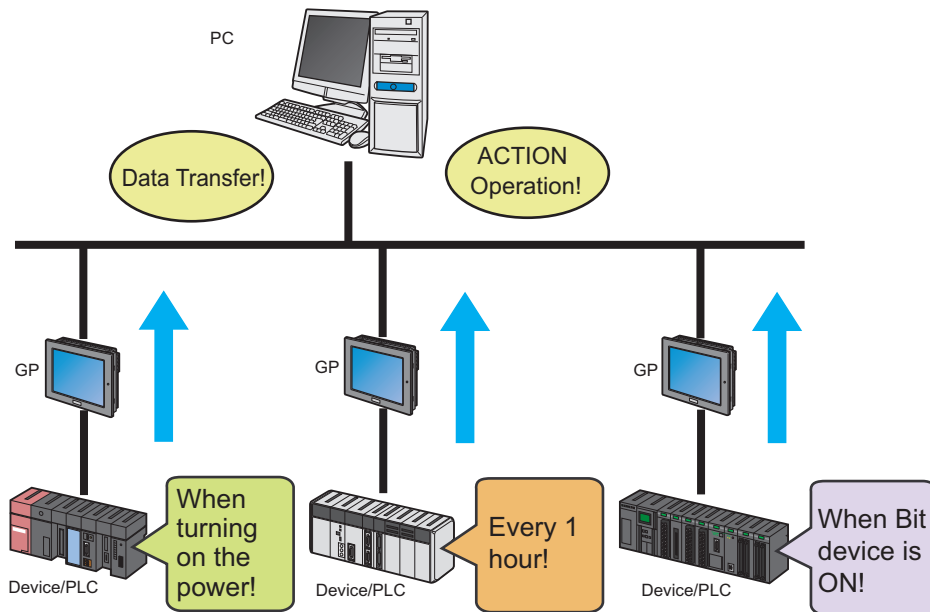 PC
Data Transfer!
ACTION
Operation!
GP
GP
GP
When
turning
on the
power!
Every 1
hour!
When Bit
device is
ON!
Device/PLC
Device/PLC
Device/PLC